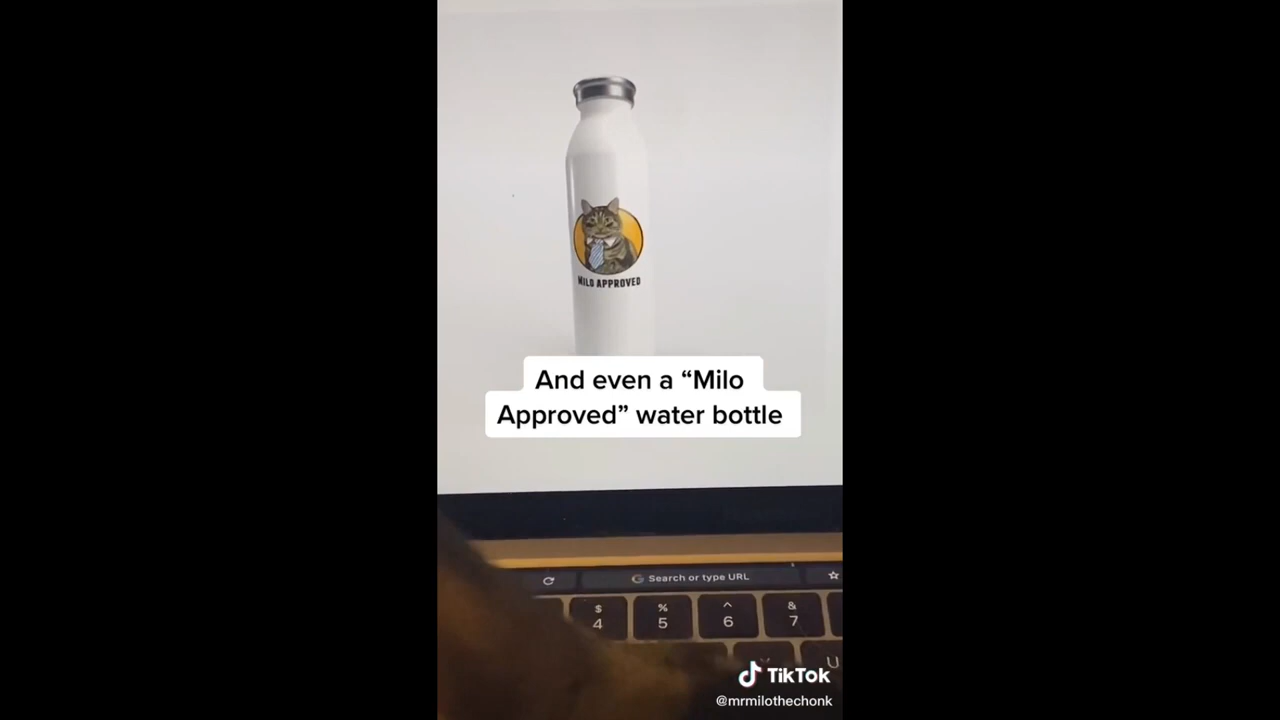 MILO APPROVED
And even a “Milo
Approved” water bottle
Search or type URL
$ % ^ &
4 5 6 7
U
TikTok
@mrmilothechonk